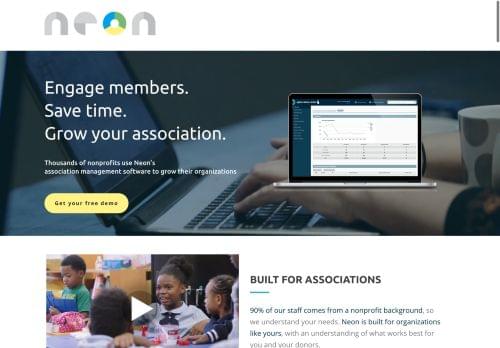 neon
Engage members.
Save time.
Grow your association.
Thousands of nonprofits use Neon's
association management software to grow their organizations
Get your free demo
BUILT FOR ASSOCIATIONS
90% of our staff comes from a nonprofit background, so
we understand your needs. Neon is built for organizations
like yours, with an understanding of what works best for
you and your donors.